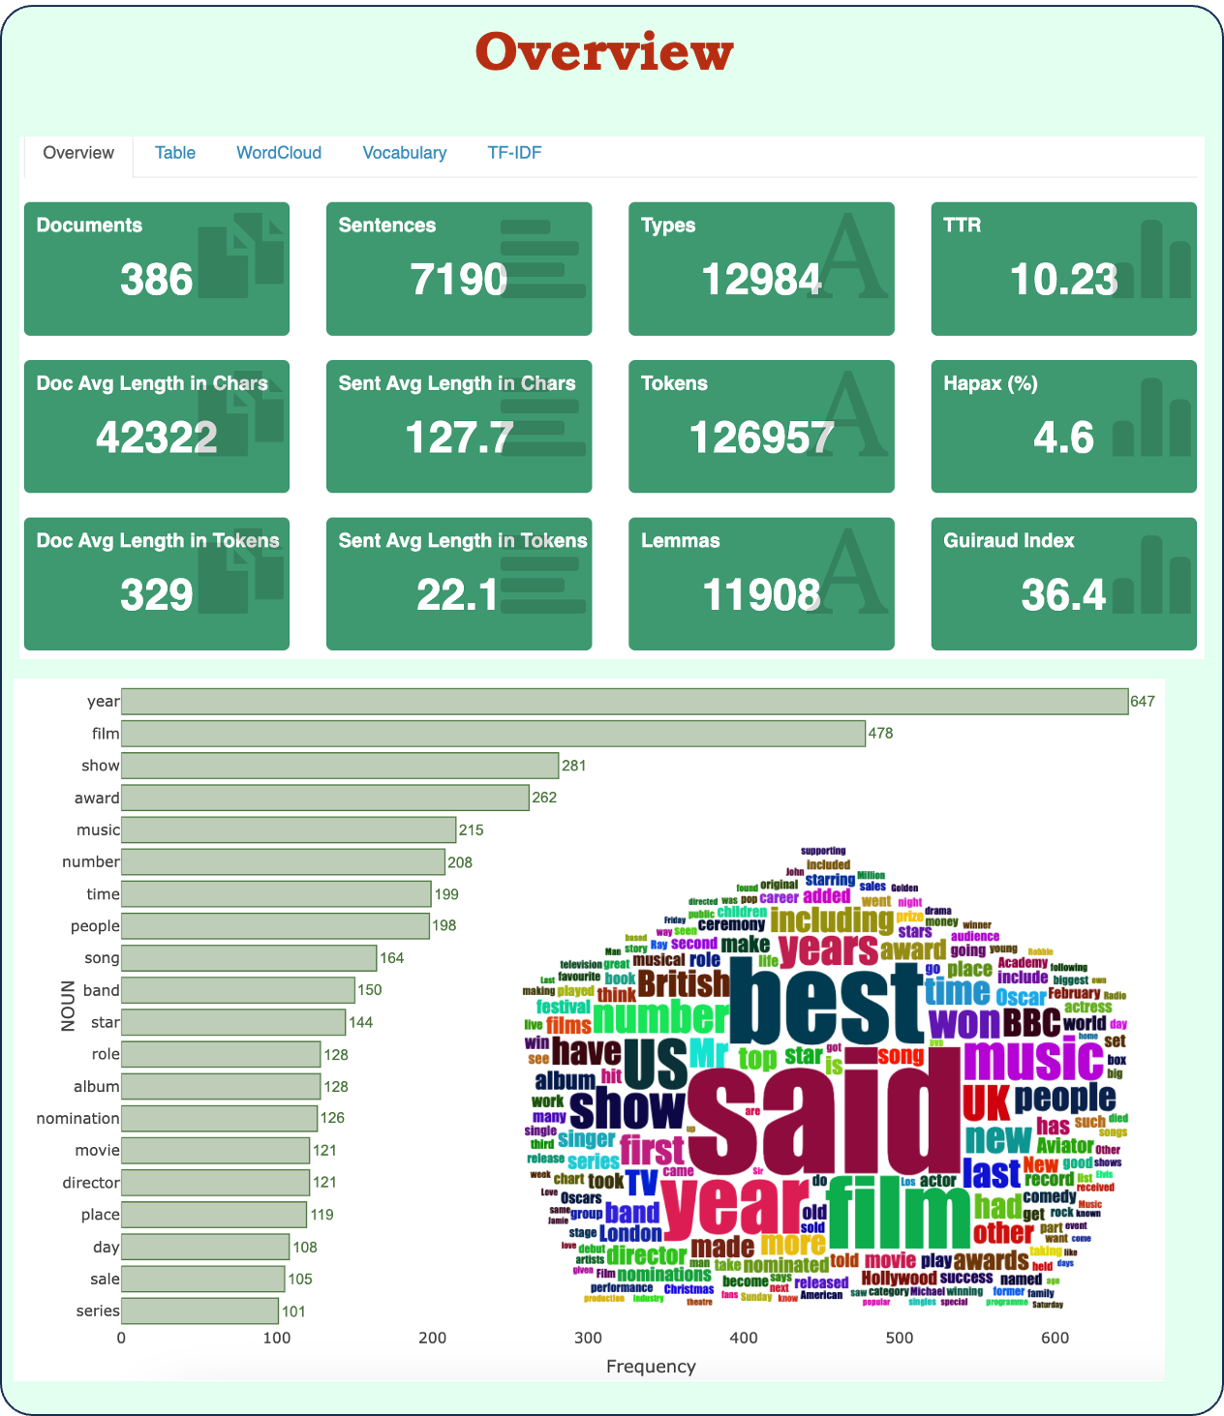 Overview
Overview Table WordCloud Vocabulary TF-IDF
Documents Sentences Types TTR
386 7190 12984 10.23
Doc Avg Length in Chars Sent Avg Length in Chars Tokens Hapax (%)
42322 127.7 126957 4.6
Doc Avg Length in Tokens Sent Avg Length in Tokens Lemmas Guiraud Index
329 22.1 11908 36.4
year 647
film 478
show 281
award 262
music 215
number 208
time 199
people 198
song 164
band 150
star 144
role 128
album 128
nomination 126
movie 121
director 121
place 119
day 108
sale 105
series 101
NOUN
0 100 200 300 400 500 600
Frequency
supporting
John included
found original starring Million
sales Golden
directed was pop career added went night
public children including prize drama
Friday way seen ceremony stars money winner
based story Ray second make years award going audience young
Man musical role life Robbie
television great British best go place Academy following
Last favourite book include biggest own
making played think time Oscar February Radio
festival number actress
live films won BBC world day
win have US Mr top star got is song own music home set
see box
album hit big
work show said UK people
many are such died
single up new has songs
third singer first Aviator Other
release series came Sir last New good shows
week chart took TV do Los actor record list Elvis
Love Oscars year film had comedy received
same group band old get rock Music known
Jamie sold
stage London other part event
want come
love debut director made more taking like
artists man take nominated told movie play awards held days
given Film nominations become says released Hollywood success named age
performance Christmas next American saw category Michael winning former family
production industry theatre fans Sunday know popular singles special programme Saturday